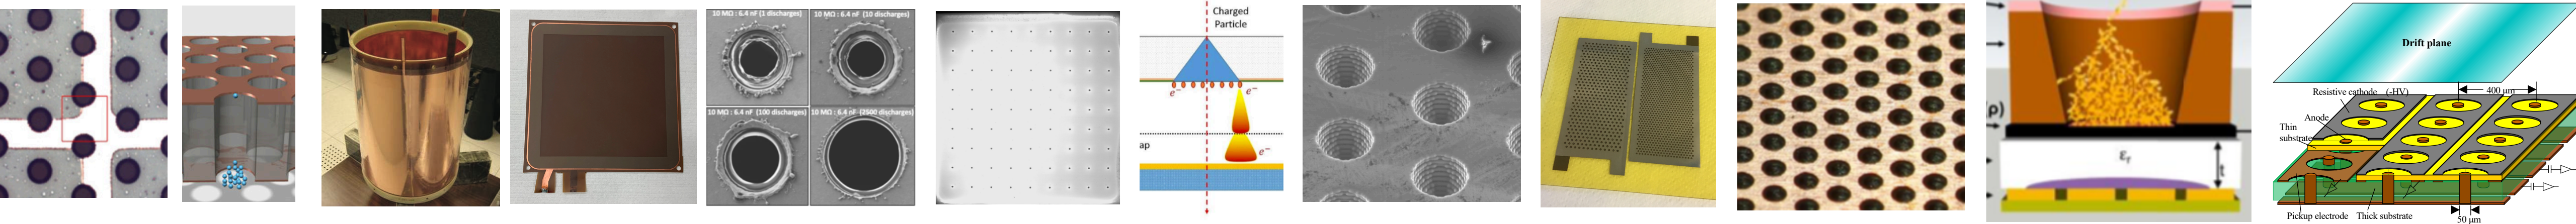 10 MΩ : 6.4 nF (1 discharges)
10 MΩ : 6.4 nF (10 discharges)
10 MΩ : 6.4 nF (100 discharges)
10 MΩ : 6.4 nF (2500 discharges)
Charged
Particle
e⁻
e⁻
ap
e⁻
(ρ)
εr
t
Drift plane
Resistive cathode (-HV)
400 μm
Anode
Thin
substrate
Pickup electrode
Thick substrate
50 μm